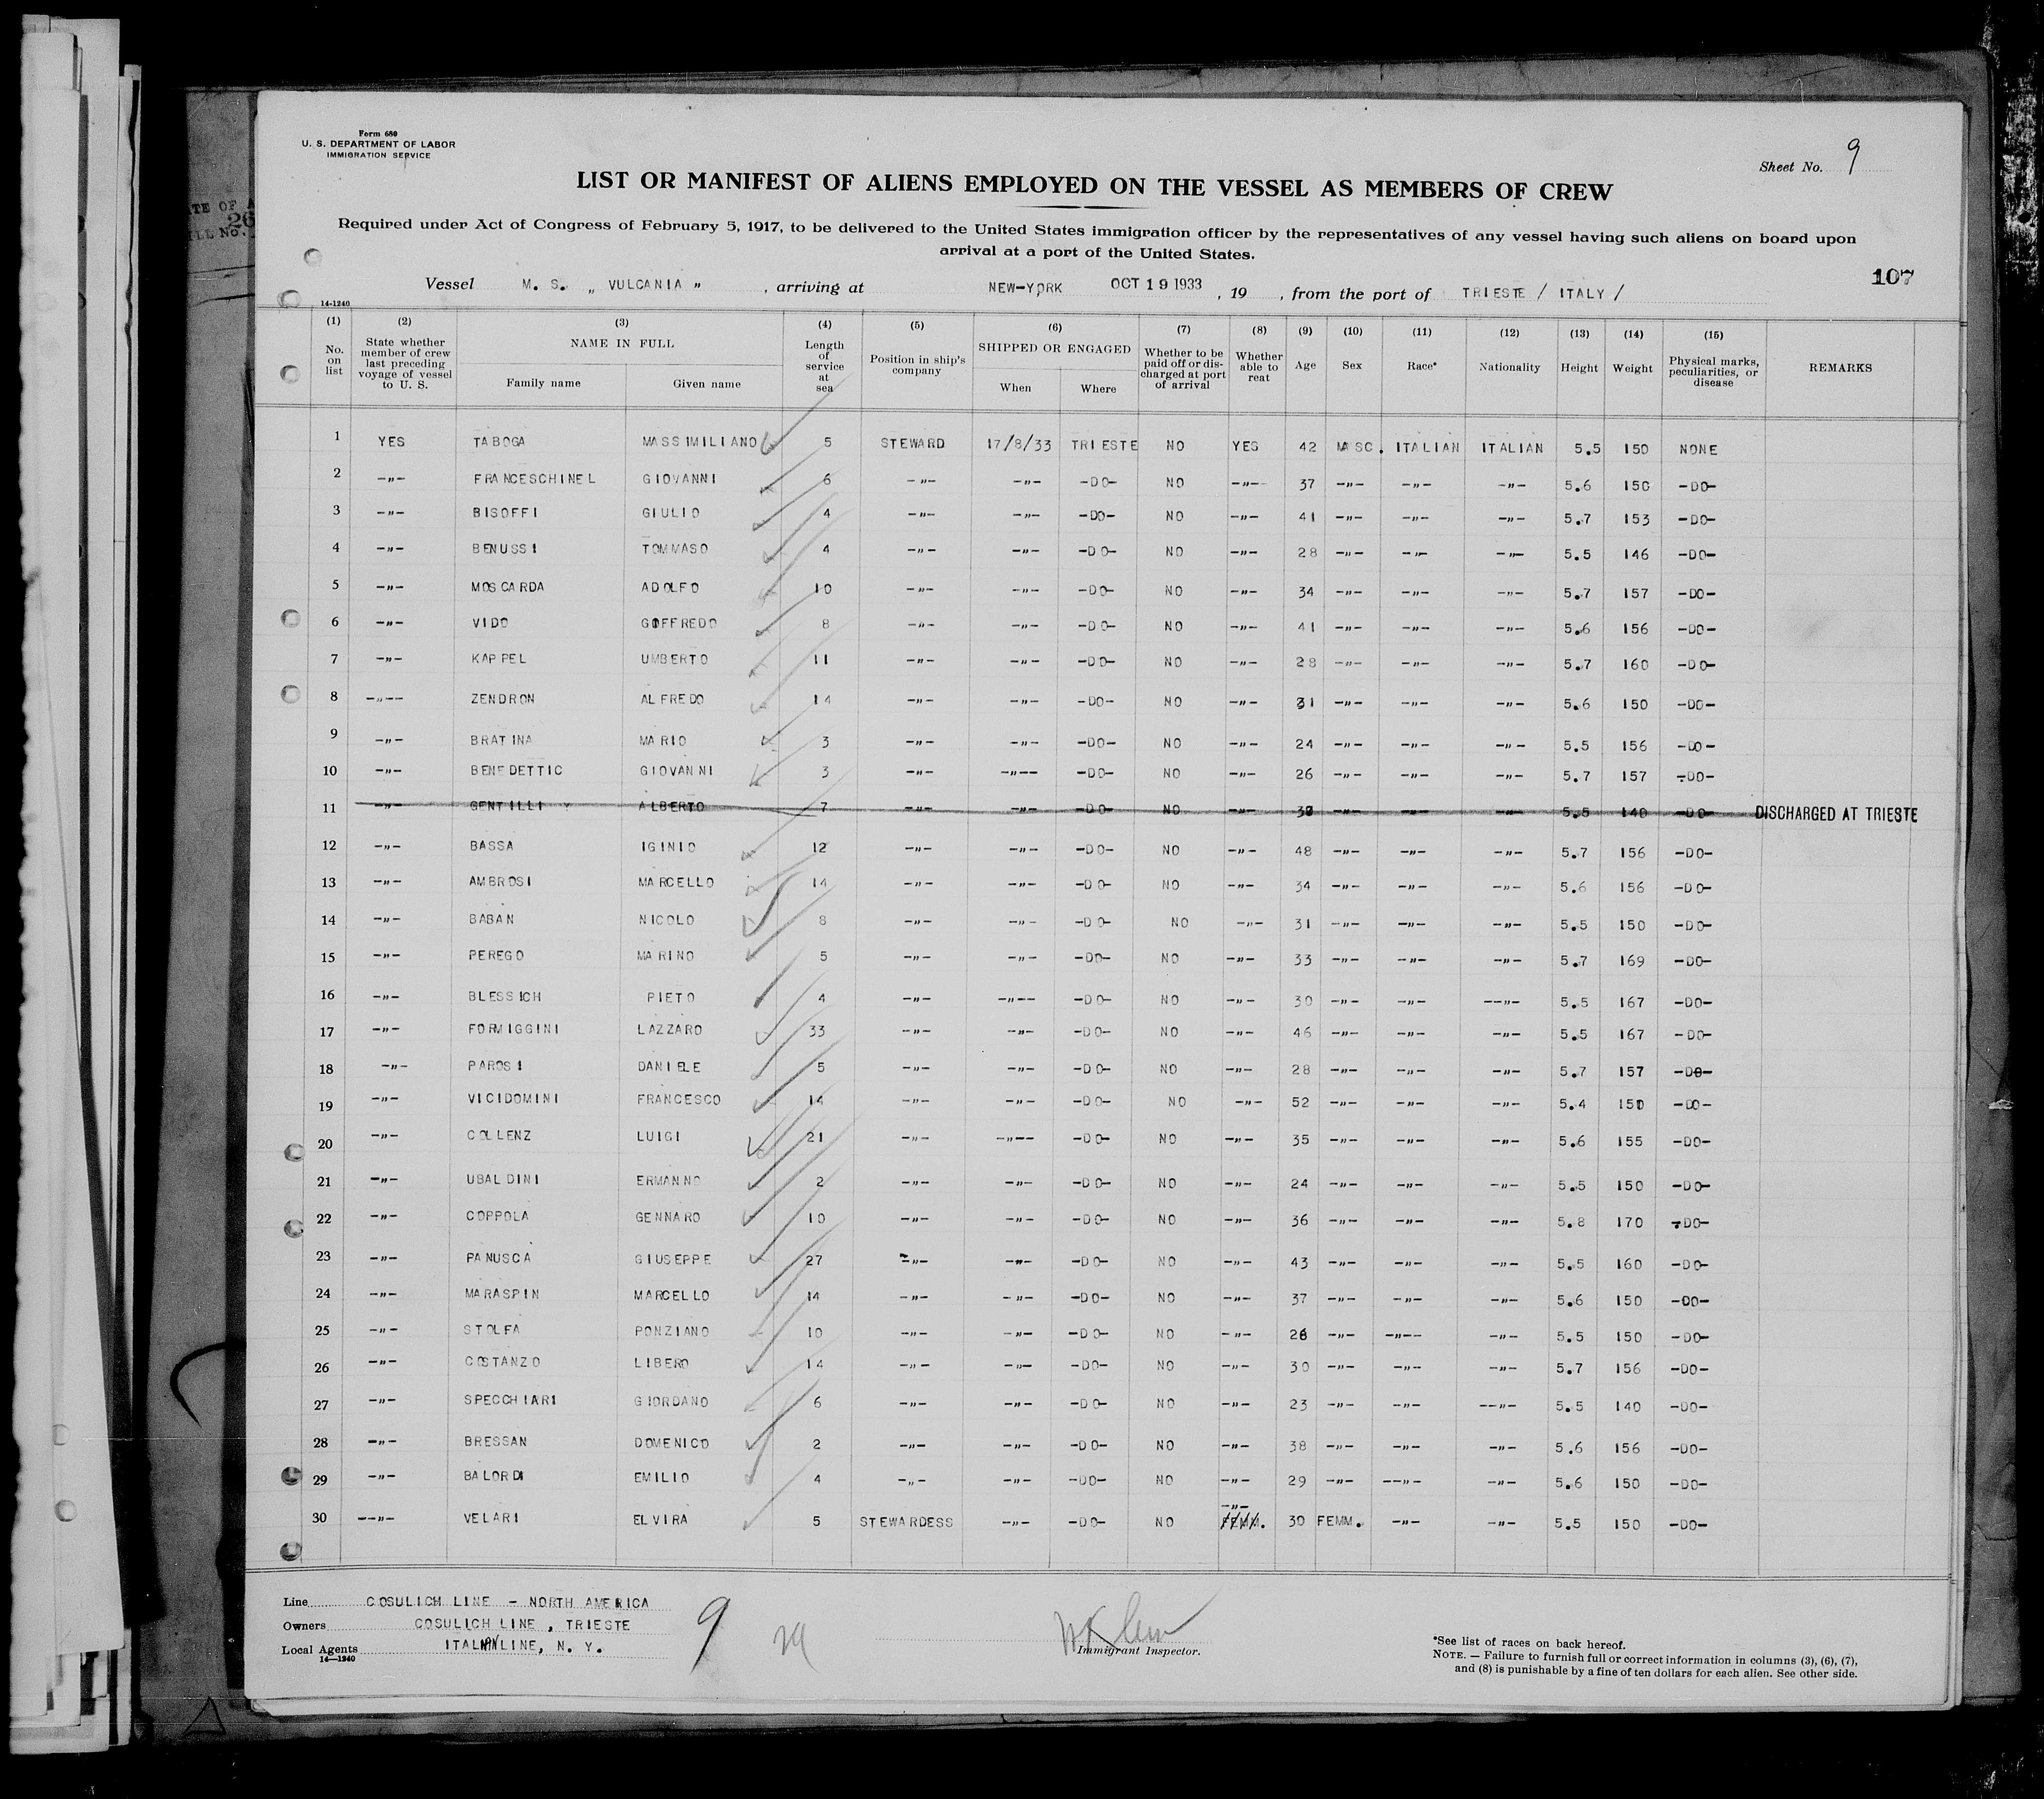 Form 680
U. S. DEPARTMENT OF LABOR
IMMIGRATION SERVICE
Sheet No. 9
LIST OR MANIFEST OF ALIENS EMPLOYED ON THE VESSEL AS MEMBERS OF CREW
Required under Act of Congress of February 5, 1917, to be delivered to the United States immigration officer by the representatives of any vessel having such aliens on board upon
arrival at a port of the United States.
107
Vessel M. S. „ VULCANIA " , arriving at NEW-YORK OCT 19 1933 , 19 , from the port of TRIESTE / ITALY /
14-1240
(1) No. on list (2) State whether member of crew last preceding voyage of vessel to U. S. (3) NAME IN FULL Family name Given name (4) Length of service at sea (5) Position in ship's company (6) SHIPPED OR ENGAGED When Where (7) Whether to be paid off or discharged at port of arrival (8) Whether able to reat (9) Age (10) Sex (11) Race* (12) Nationality (13) Height (14) Weight (15) Physical marks, peculiarities, or disease REMARKS
1 YES TABOGA MASSIMILIANO 5 STEWARD 17/8/33 TRIESTE NO YES 42 MASC. ITALIAN ITALIAN 5.5 150 NONE
2 -"- FRANCESCHINEL GIOVANNI 6 -"- -"- -DO- NO -"- 37 -"- -"- -"- 5.6 150 -DO-
3 -"- BISOFFI GIULIO 4 -"- -"- -DO- NO -"- 41 -"- -"- -"- 5.7 153 -DO-
4 -"- BENUSSI TOMMASO 4 -"- -"- -DO- NO -"- 28 -"- -"- -"- 5.5 146 -DO-
5 -"- MOSCARDA ADOLFO 10 -"- -"- -DO- NO -"- 34 -"- -"- -"- 5.7 157 -DO-
6 -"- VIDO GOFFREDO 8 -"- -"- -DO- NO -"- 41 -"- -"- -"- 5.6 156 -DO-
7 -"- KAPPEL UMBERTO 11 -"- -"- -DO- NO -"- 28 -"- -"- -"- 5.7 160 -DO-
8 -"-- ZENDRON ALFREDO 14 -"- -"- -DO- NO -"- 31 -"- -"- -"- 5.6 150 -DO-
9 -"- BRATINA MARIO 3 -"- -"- -DO- NO -"- 24 -"- -"- -"- 5.5 156 -DO-
10 -"- BENEDETTIC GIOVANNI 3 -"- -"-- -DO- NO -"- 26 -"- -"- -"- 5.7 157 -DO-
11 -"- GENTILLI ALBERTO 7 -"- -"- -DO- NO -"- -"- -"- -"- 5.5 140 -DO- DISCHARGED AT TRIESTE
12 -"- BASSA IGINIO 12 -"- -"- -DO- NO -"- 48 -"- -"- -"- 5.7 156 -DO-
13 -"- AMBROSI MARCELLO 14 -"- -"- -DO- NO -"- 34 -"- -"- -"- 5.6 156 -DO-
14 -"- BABAN NICOLO 8 -"- -"- -DO- NO -"- 31 -"- -"- -"- 5.5 150 -DO-
15 -"- PEREGO MARINO 5 -"- -"- -DO- NO -"- 33 -"- -"- -"- 5.7 169 -DO-
16 -"- BLESSICH PIETO 4 -"- -"-- -DO- NO -"- 30 -"- -"- --"- 5.5 167 -DO-
17 -"- FORMIGGINI LAZZARO 33 -"- -"- -DO- NO -"- 46 -"- -"- -"- 5.5 167 -DO-
18 -"- PAROSI DANIELE 5 -"- -"- -DO- NO -"- 28 -"- -"- -"- 5.7 157 -DO-
19 -"- VICIDOMINI FRANCESCO 14 -"- -"- -DO- NO -"- 52 -"- -"- -"- 5.4 150 -DO-
20 -"- COLLENZ LUIGI 21 -"- -"-- -DO- NO -"- 35 -"- -"- -"- 5.6 155 -DO-
21 -"- UBALDINI ERMANNO 2 -"- -"- -DO- NO -"- 24 -"- -"- -"- 5.5 150 -DO-
22 -"- COPPOLA GENNARO 10 -"- -"- -DO- NO -"- 36 -"- -"- -"- 5.8 170 -DO-
23 -"- PANUSCA GIUSEPPE 27 -"- -"- -DO- NO -"- 43 -"- -"- -"- 5.5 160 -DO-
24 -"- MARASPIN MARCELLO 14 -"- -"- -DO- NO -"- 37 -"- -"- -"- 5.6 150 -DO-
25 -"- STOLFA PONZIANO 10 -"- -"- -DO- NO -"- -"- -"-- -"- 5.5 150 -DO-
26 -"- COSTANZO LIBERO 14 -"- -"- -DO- NO -"- 30 -"- -"- -"- 5.7 156 -DO-
27 -"- SPECCHIARI GIORDANO 6 -"- -"- -DO- NO -"- 23 -"- -"- --"- 5.5 140 -DO-
28 -"- BRESSAN DOMENICO 2 -"- -"- -DO- NO -"- 38 -"- -"- -"- 5.6 156 -DO-
29 -"- BALORDI EMILIO 4 -"- -"- -DO- NO -"- 29 -"- --"- -"- 5.6 150 -DO-
30 --"- VELARI ELVIRA 5 STEWARDESS -"- -DO- NO -"- FEMM. 30 FEMM. -"- -"- 5.5 150 -DO-
Line COSULICH LINE - NORTH AMERICA
Owners COSULICH LINE , TRIESTE
Local Agents ITALIAN LINE, N. Y.
14-1240
9
Immigrant Inspector.
*See list of races on back hereof.
NOTE. — Failure to furnish full or correct information in columns (3), (6), (7),
and (8) is punishable by a fine of ten dollars for each alien. See other side.